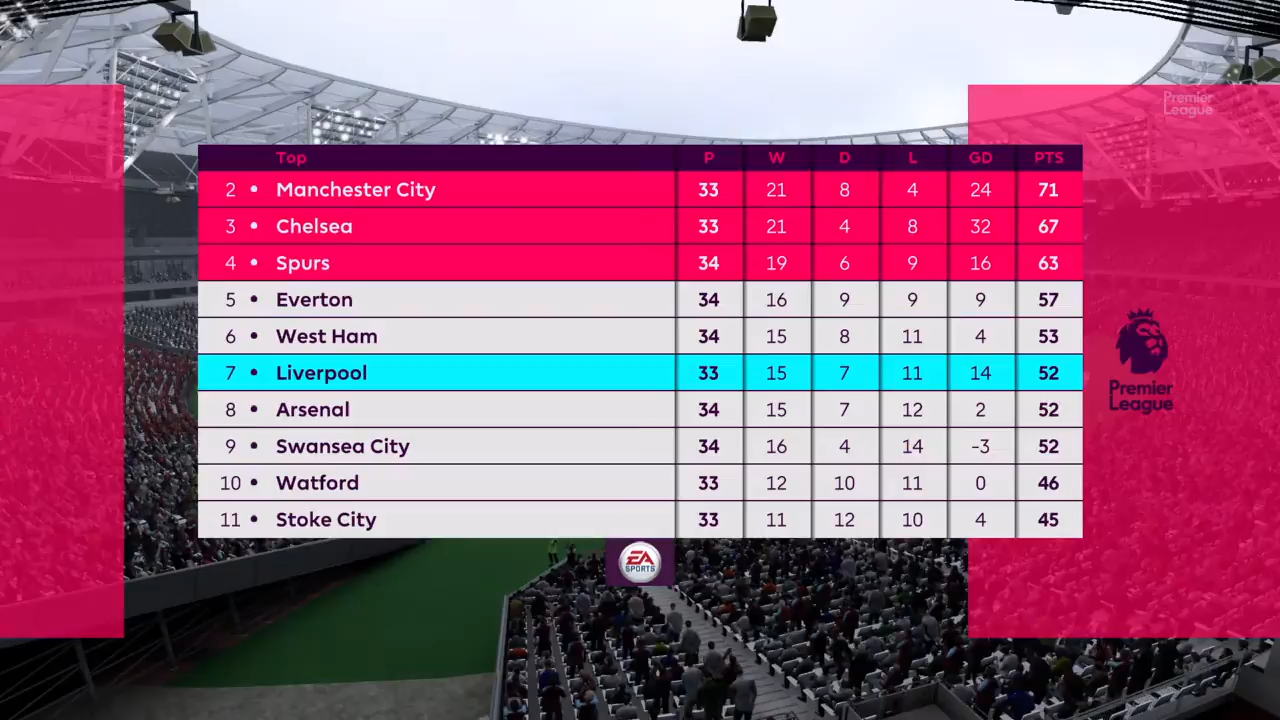 Premier
League
Top P W D L GD PTS
2 • Manchester City 33 21 8 4 24 71
3 • Chelsea 33 21 4 8 32 67
4 • Spurs 34 19 6 9 16 63
5 • Everton 34 16 9 9 9 57
6 • West Ham 34 15 8 11 4 53
7 • Liverpool 33 15 7 11 14 52
8 • Arsenal 34 15 7 12 2 52
9 • Swansea City 34 16 4 14 -3 52
10 • Watford 33 12 10 11 0 46
11 • Stoke City 33 11 12 10 4 45
Premier
League
EA
SPORTS